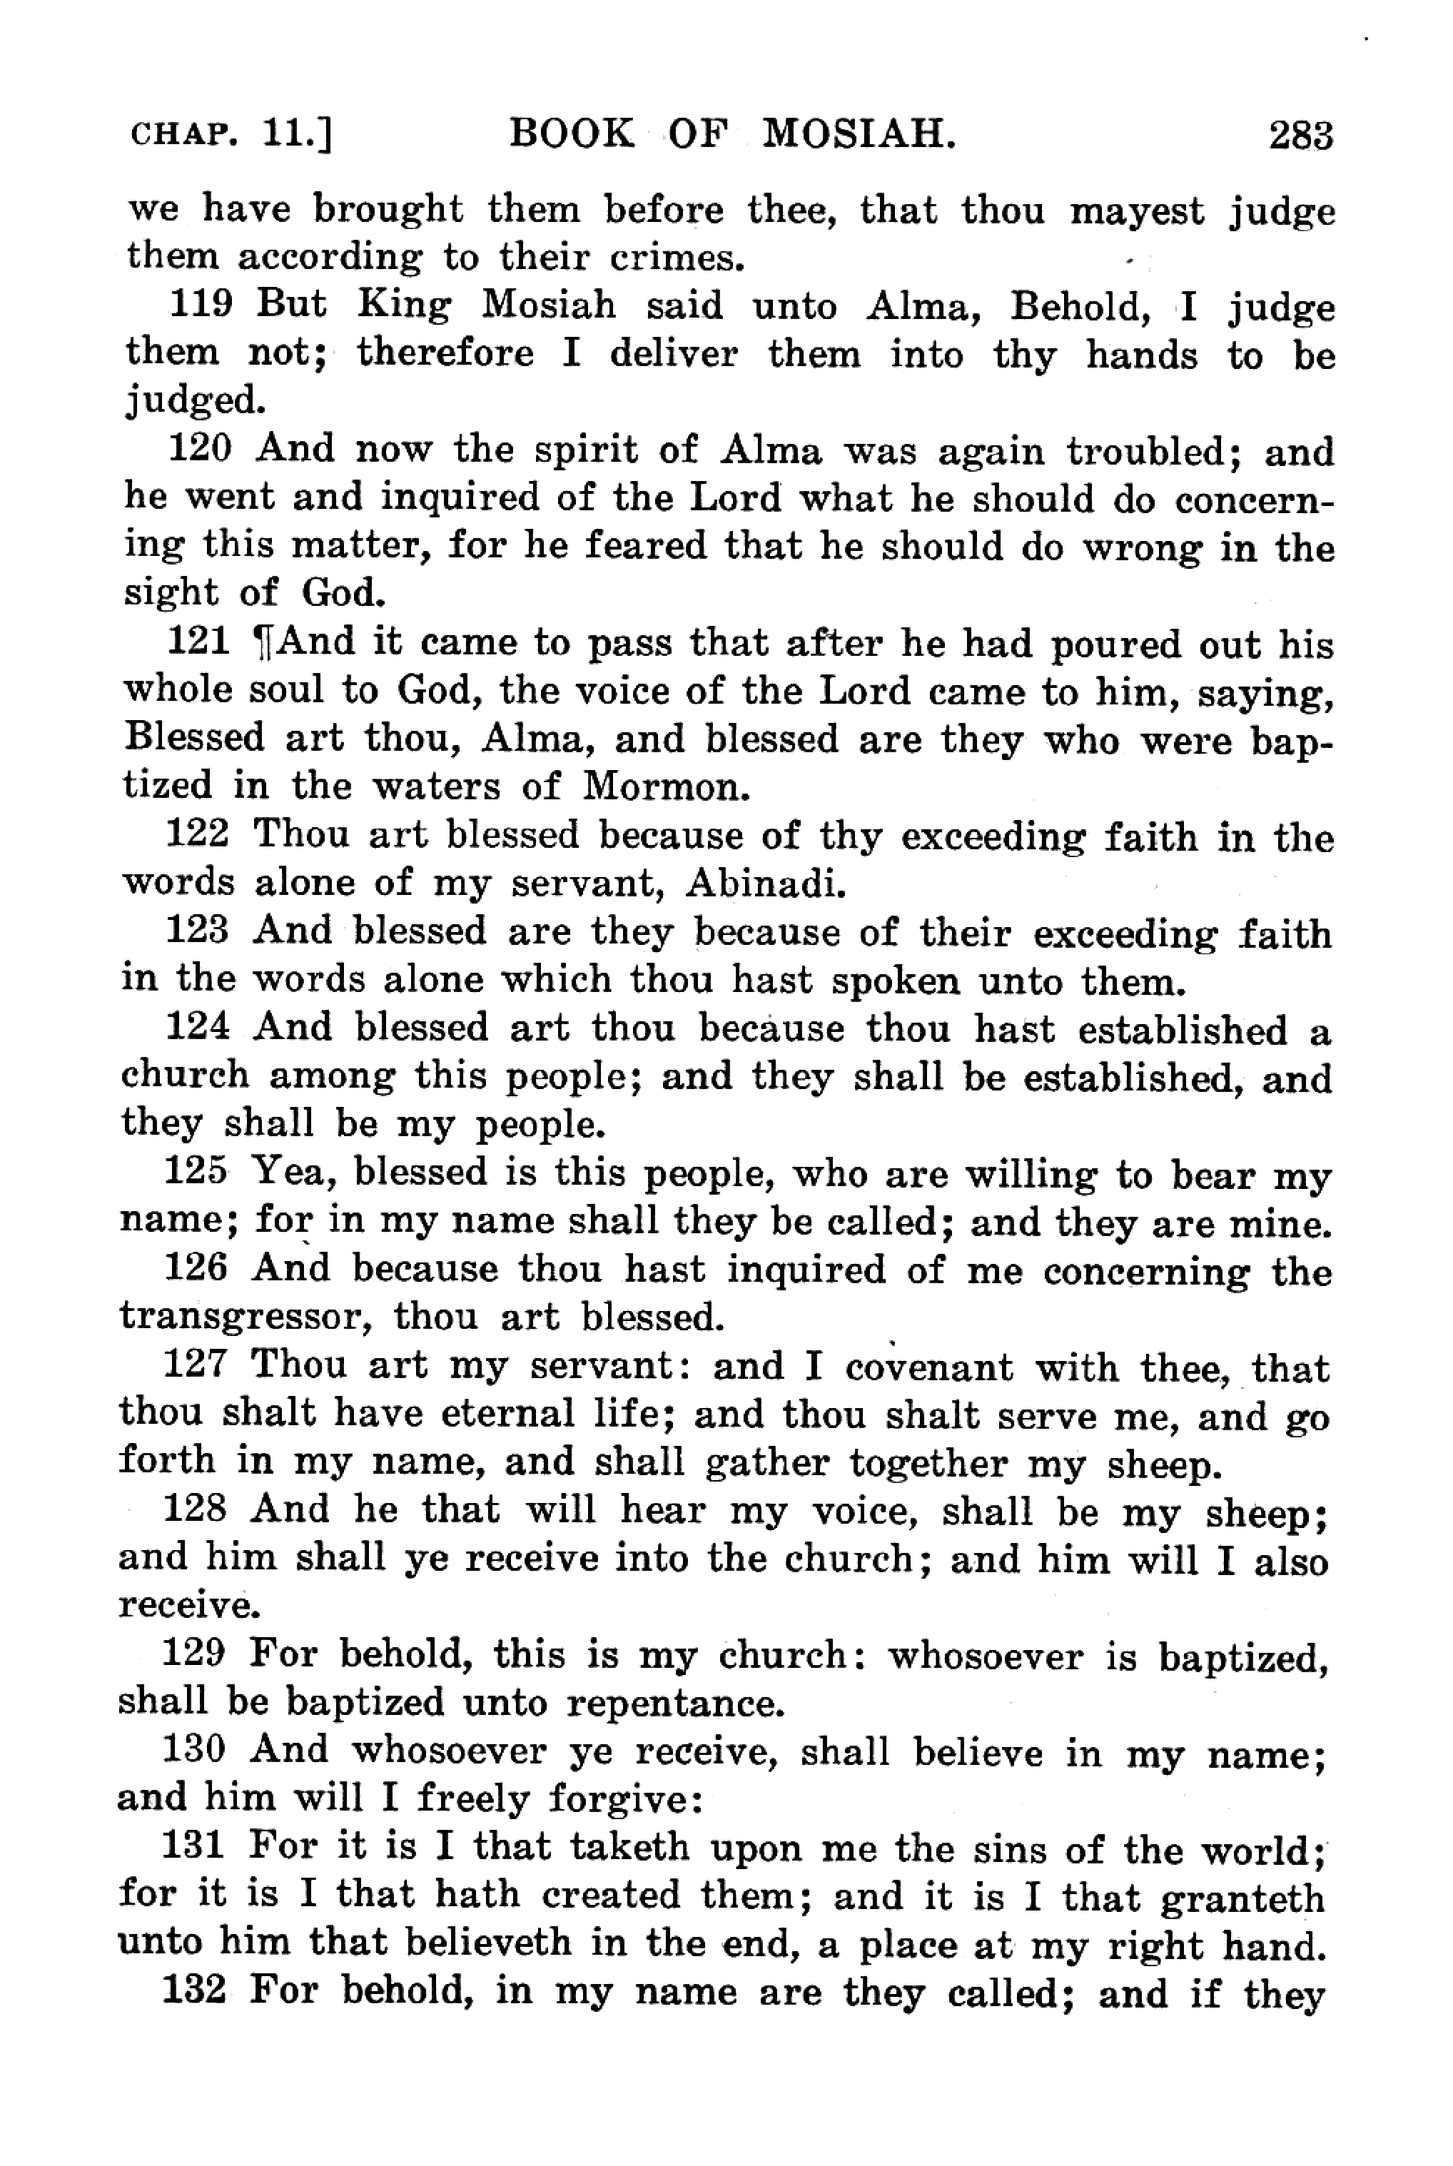 CHAP. 11.] BOOK OF MOSIAH. 283
we have brought them before thee, that thou mayest judge
them according to their crimes.
119 But King Mosiah said unto Alma, Behold, I judge
them not; therefore I deliver them into thy hands to be
judged.
120 And now the spirit of Alma was again troubled; and
he went and inquired of the Lord what he should do concern-
ing this matter, for he feared that he should do wrong in the
sight of God.
121 ¶And it came to pass that after he had poured out his
whole soul to God, the voice of the Lord came to him, saying,
Blessed art thou, Alma, and blessed are they who were bap-
tized in the waters of Mormon.
122 Thou art blessed because of thy exceeding faith in the
words alone of my servant, Abinadi.
123 And blessed are they because of their exceeding faith
in the words alone which thou hast spoken unto them.
124 And blessed art thou because thou hast established a
church among this people; and they shall be established, and
they shall be my people.
125 Yea, blessed is this people, who are willing to bear my
name; for in my name shall they be called; and they are mine.
126 And because thou hast inquired of me concerning the
transgressor, thou art blessed.
127 Thou art my servant: and I covenant with thee, that
thou shalt have eternal life; and thou shalt serve me, and go
forth in my name, and shall gather together my sheep.
128 And he that will hear my voice, shall be my sheep;
and him shall ye receive into the church; and him will I also
receive.
129 For behold, this is my church: whosoever is baptized,
shall be baptized unto repentance.
130 And whosoever ye receive, shall believe in my name;
and him will I freely forgive:
131 For it is I that taketh upon me the sins of the world;
for it is I that hath created them; and it is I that granteth
unto him that believeth in the end, a place at my right hand.
132 For behold, in my name are they called; and if they